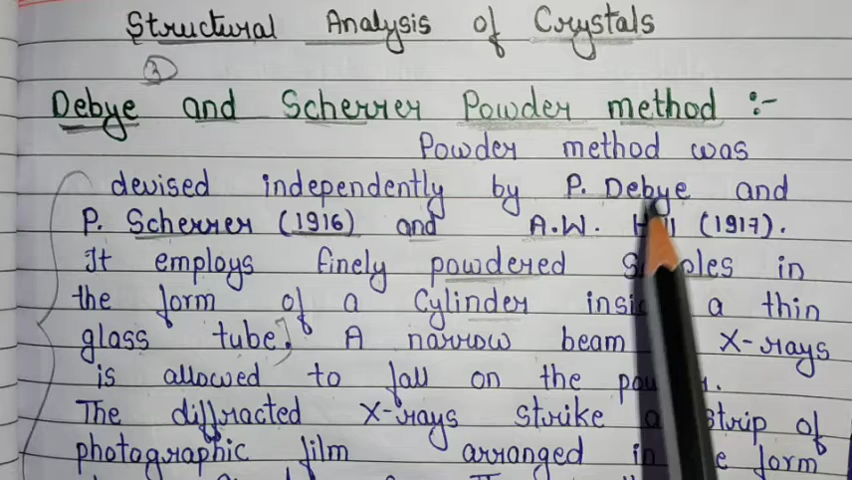 Structural Analysis of Crystals
③
Debye and Scherrer Powder method :-
Powder method was
devised independently by P. Debye and
P. Scherrer (1916) and A.W. (1917).
It employs finely powdered in
the form of a Cylinder a thin
glass tube. A narrow beam X-rays
is allowed to fall on the
The diffracted X-rays strike a strip of
photographic film arranged in form